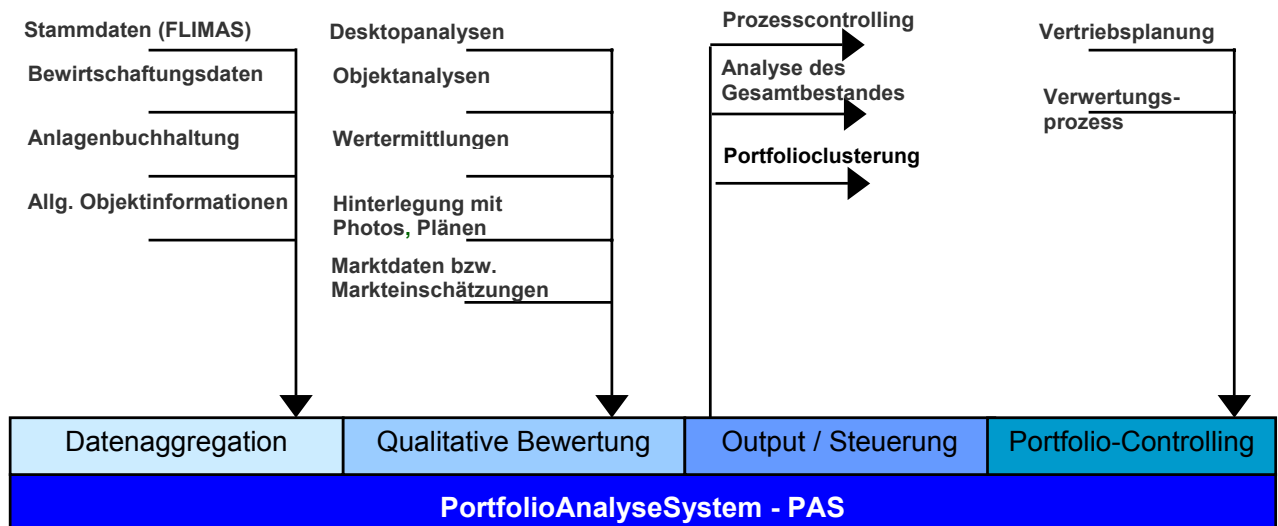 Stammdaten (FLIMAS)
Bewirtschaftungsdaten
Anlagenbuchhaltung
Allg. Objektinformationen
Desktopanalysen
Objektanalysen
Wertermittlungen
Hinterlegung mit
Photos, Plänen
Marktdaten bzw.
Markteinschätzungen
Prozesscontrolling
Analyse des
Gesamtbestandes
Portfolioclusterung
Vertriebsplanung
Verwertungs-
prozess
Datenaggregation
Qualitative Bewertung
Output / Steuerung
Portfolio-Controlling
PortfolioAnalyseSystem - PAS